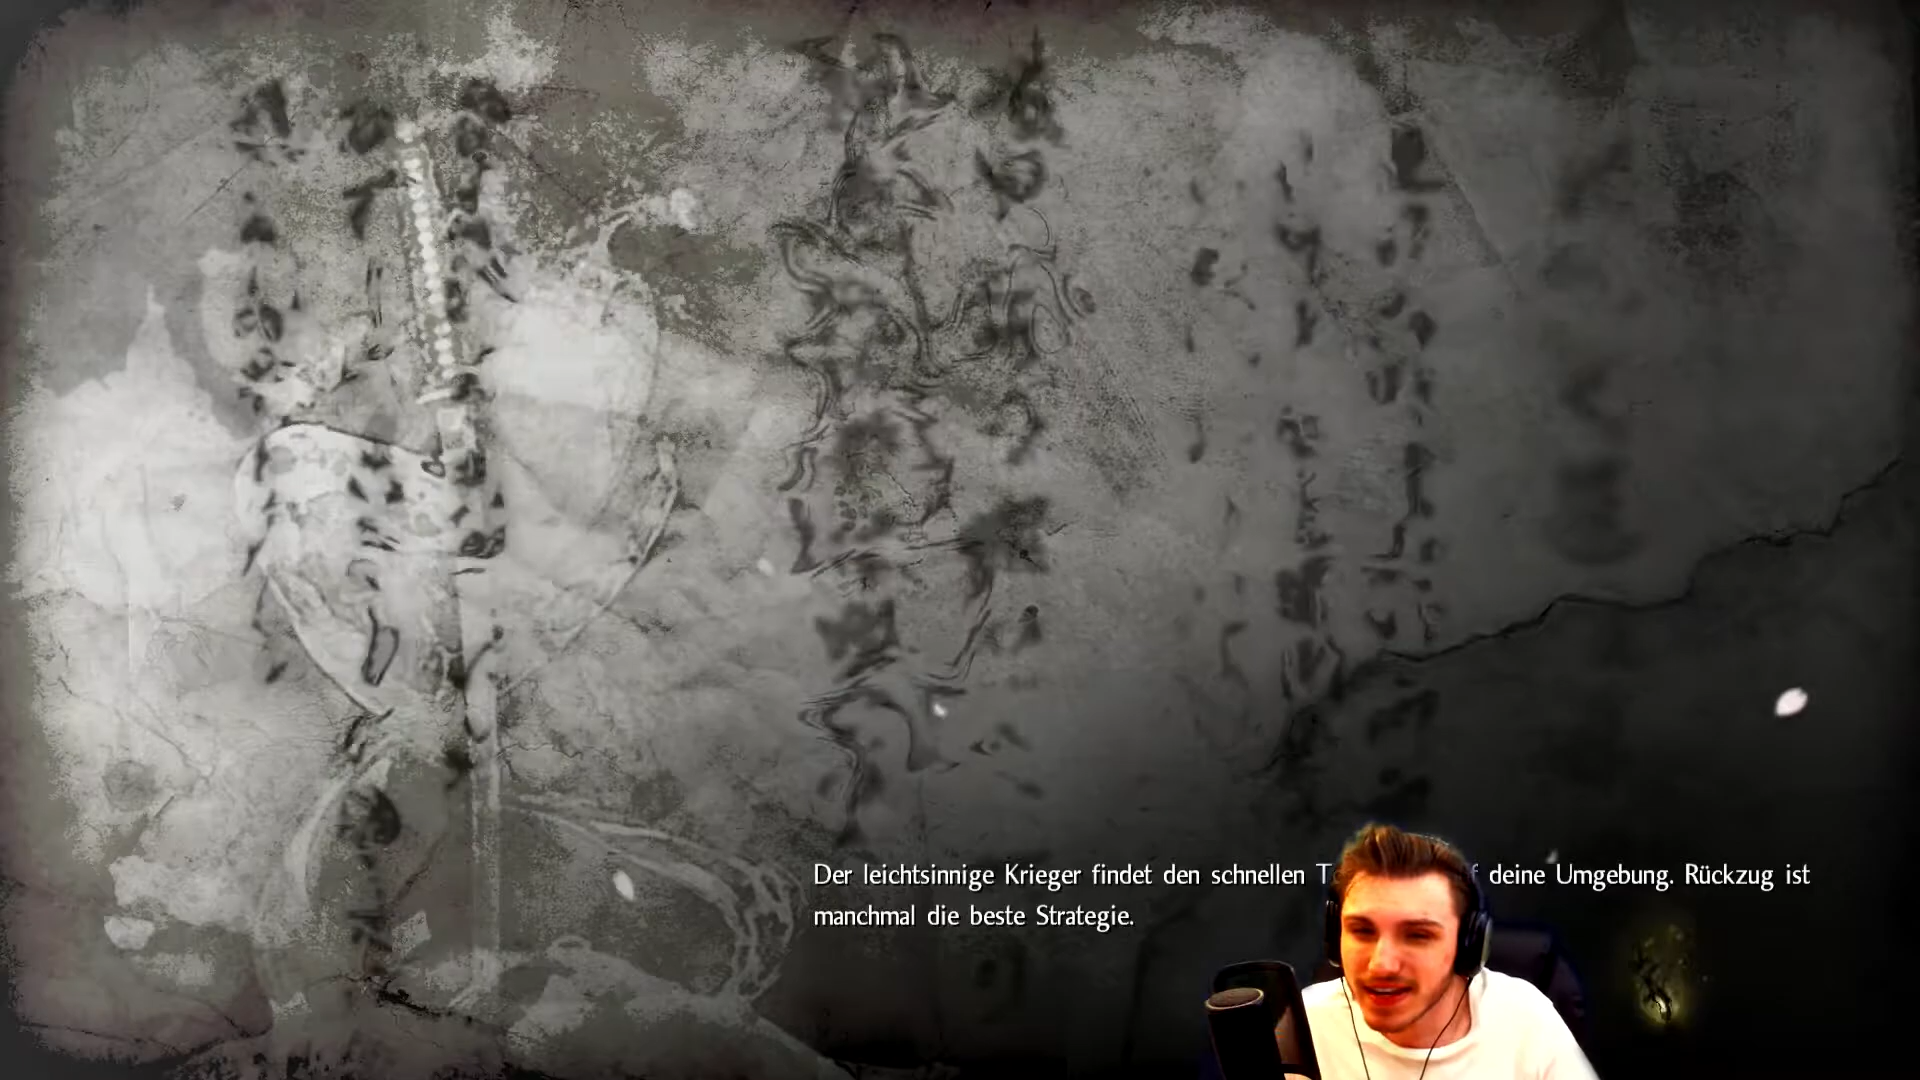 Der leichtsinnige Krieger findet den schnellen deine Umgebung. Rückzug ist
manchmal die beste Strategie.